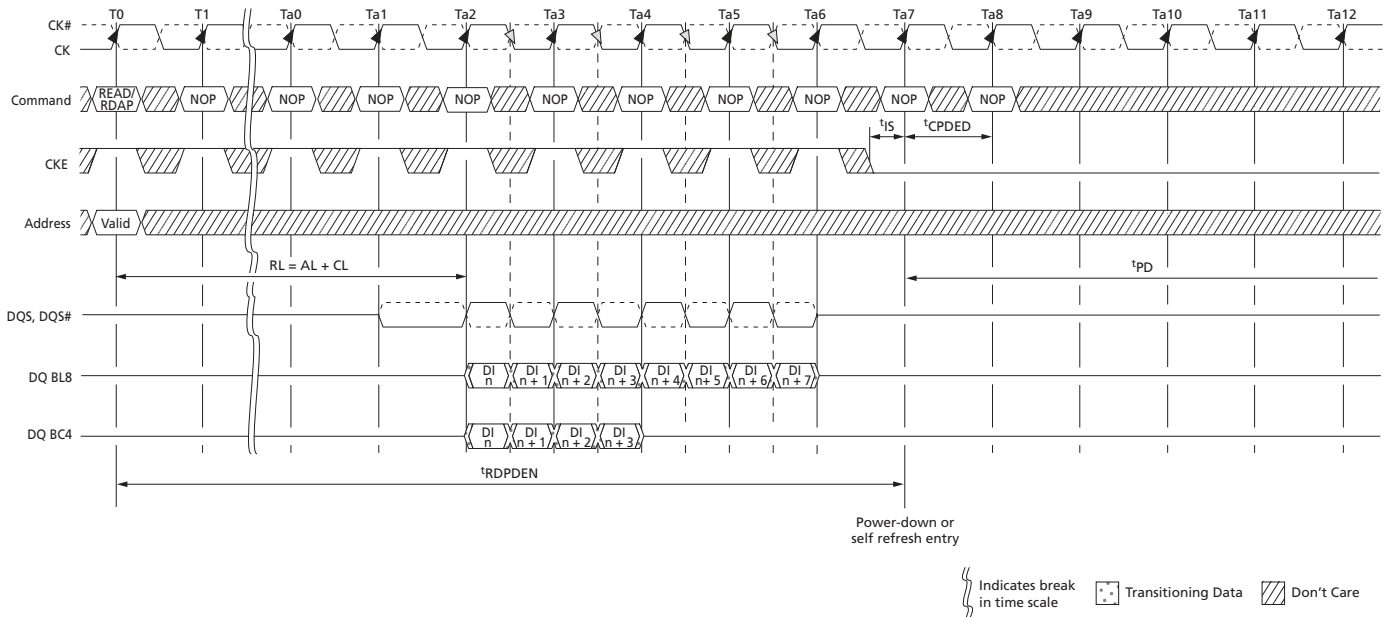 T0 T1 Ta0 Ta1 Ta2 Ta3 Ta4 Ta5 Ta6 Ta7 Ta8 Ta9 Ta10 Ta11 Ta12
CK#
CK
Command READ/ RDAP NOP NOP NOP NOP NOP NOP NOP NOP NOP NOP
tIS tCPDED
CKE
Address Valid
RL = AL + CL tPD
DQS, DQS#
DQ BL8 DI n DI n + 1 DI n + 2 DI n + 3 DI n + 4 DI n + 5 DI n + 6 DI n + 7
DQ BC4 DI n DI n + 1 DI n + 2 DI n + 3
tRDPDEN
Power-down or
self refresh entry
Indicates break
in time scale
Transitioning Data
Don't Care